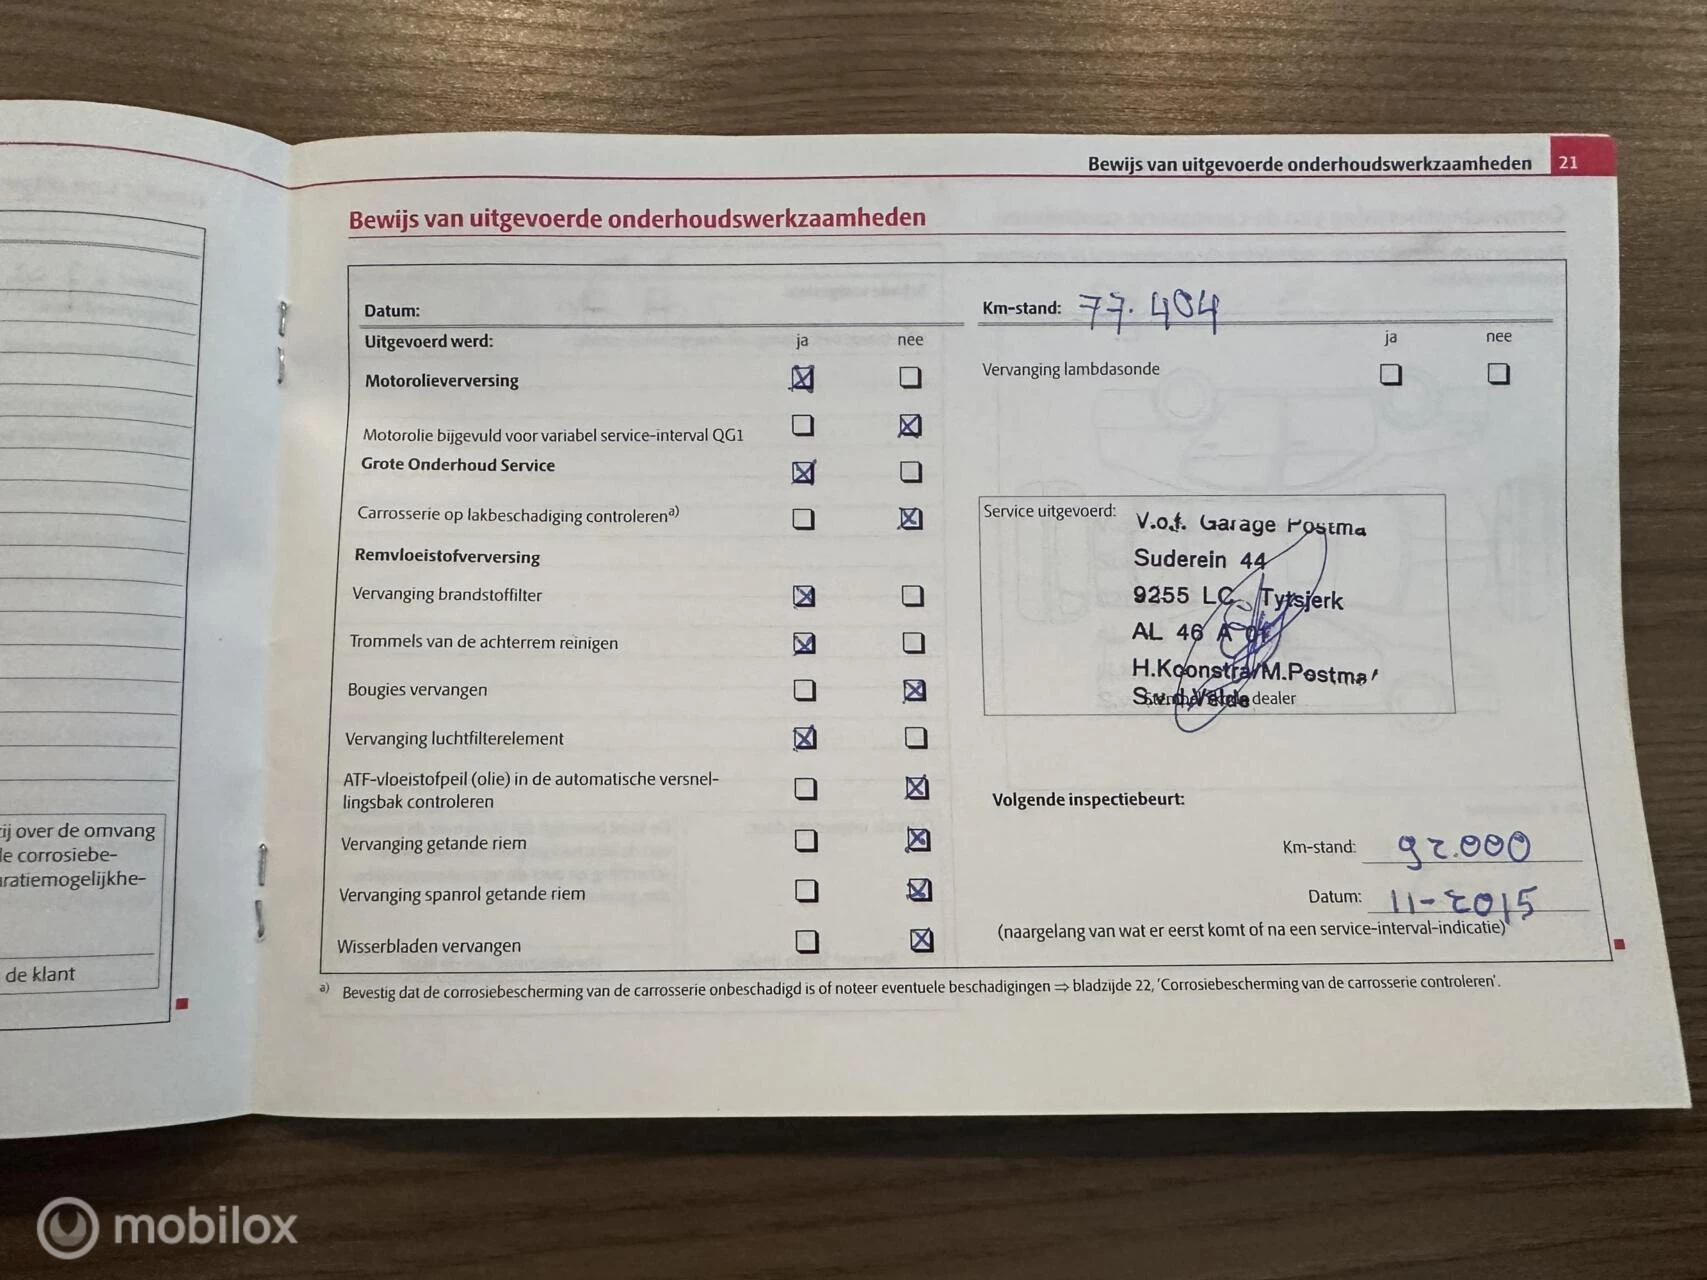 Bewijs van uitgevoerde onderhoudswerkzaamheden 21
Bewijs van uitgevoerde onderhoudswerkzaamheden
Datum:
Uitgevoerd werd: ja nee
Motorolieverversing
Motorolie bijgevuld voor variabel service-interval QG1
Grote Onderhoud Service
Carrosserie op lakbeschadiging controleren a)
Remvloeistofverversing
Vervanging brandstoffilter
Trommels van de achterrem reinigen
Bougies vervangen
Vervanging luchtfilterelement
ATF-vloeistofpeil (olie) in de automatische versnel-
lingsbak controleren
Vervanging getande riem
Vervanging spanrol getande riem
Wisserbladen vervangen
Km-stand: 77.404
ja nee
Vervanging lambdasonde
Service uitgevoerd:
V.o.f. Garage Postma
Suderein 44
9255 LC Tytsjerk
AL 46 A
H.Koonstra/M.Postma/
S.v.d.Velde
dealer
Volgende inspectiebeurt:
Km-stand: 92.000
Datum: 11-2015
(naargelang van wat er eerst komt of na een service-interval-indicatie)
a) Bevestig dat de corrosiebescherming van de carrosserie onbeschadigd is of noteer eventuele beschadigingen ⇒ bladzijde 22, 'Corrosiebescherming van de carrosserie controleren'.
ij over de omvang
le corrosiebe-
aratiemogelijkhe-
de klant
mobilox